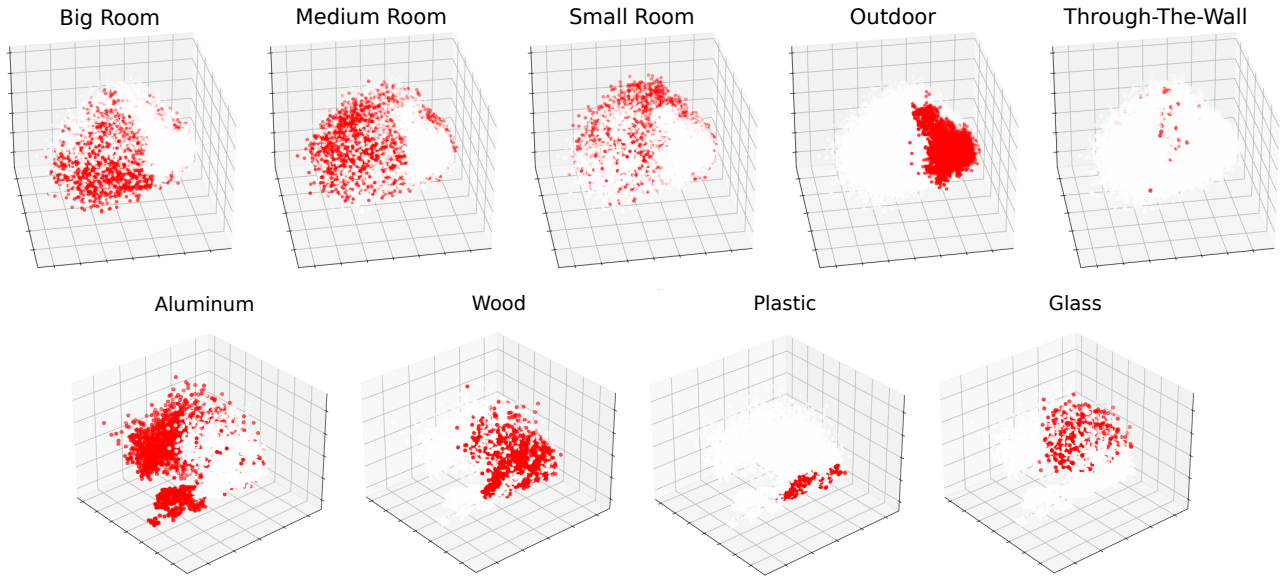 Big Room
Medium Room
Small Room
Outdoor
Through-The-Wall
Aluminum
Wood
Plastic
Glass